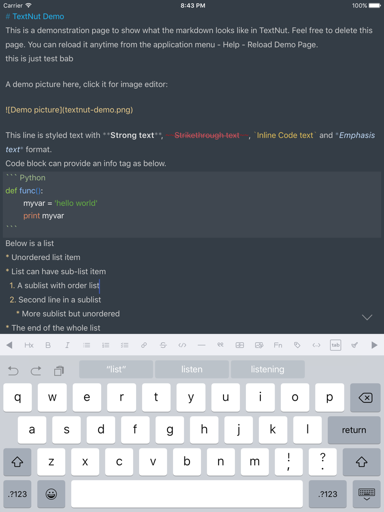 Carrier 8:43 PM 100%
# TextNut Demo
This is a demonstration page to show what the markdown looks like in TextNut. Feel free to delete this
page. You can reload it anytime from the application menu - Help - Reload Demo Page.
this is just test bab
A demo picture here, click it for image editor:
![Demo picture](textnut-demo.png)
This line is styled text with **Strong text**, ~~Strikethrough text~~ , `Inline Code text` and *Emphasis
text* format.
Code block can provide an info tag as below.
``` Python
def func():
myvar = 'hello world'
print myvar
```
Below is a list
* Unordered list item
* List can have sub-list item
1. A sublist with order list
2. Second line in a sublist
* More sublist but unordered
* The end of the whole list
Hx B I Fn tab
"list" listen listening
q w e r t y u i o p
a s d f g h j k l return
z x c v b n m ! , ? .
.?123 .?123